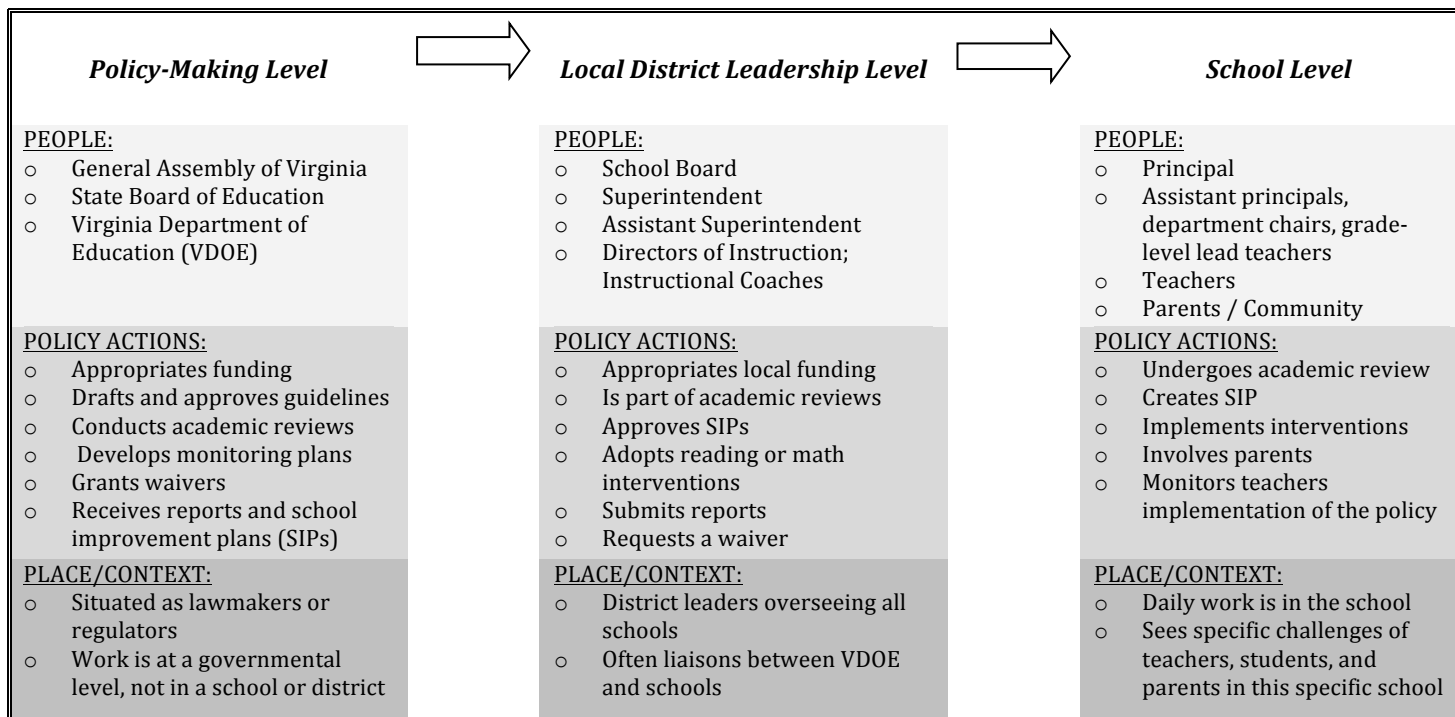 Policy-Making Level
Local District Leadership Level
School Level
PEOPLE:
o General Assembly of Virginia
o State Board of Education
o Virginia Department of
Education (VDOE)
PEOPLE:
o School Board
o Superintendent
o Assistant Superintendent
o Directors of Instruction;
Instructional Coaches
PEOPLE:
o Principal
o Assistant principals,
department chairs, grade-
level lead teachers
o Teachers
o Parents / Community
POLICY ACTIONS:
o Appropriates funding
o Drafts and approves guidelines
o Conducts academic reviews
o Develops monitoring plans
o Grants waivers
o Receives reports and school
improvement plans (SIPs)
POLICY ACTIONS:
o Appropriates local funding
o Is part of academic reviews
o Approves SIPs
o Adopts reading or math
interventions
o Submits reports
o Requests a waiver
POLICY ACTIONS:
o Undergoes academic review
o Creates SIP
o Implements interventions
o Involves parents
o Monitors teachers
implementation of the policy
PLACE/CONTEXT:
o Situated as lawmakers or
regulators
o Work is at a governmental
level, not in a school or district
PLACE/CONTEXT:
o District leaders overseeing all
schools
o Often liaisons between VDOE
and schools
PLACE/CONTEXT:
o Daily work is in the school
o Sees specific challenges of
teachers, students, and
parents in this specific school